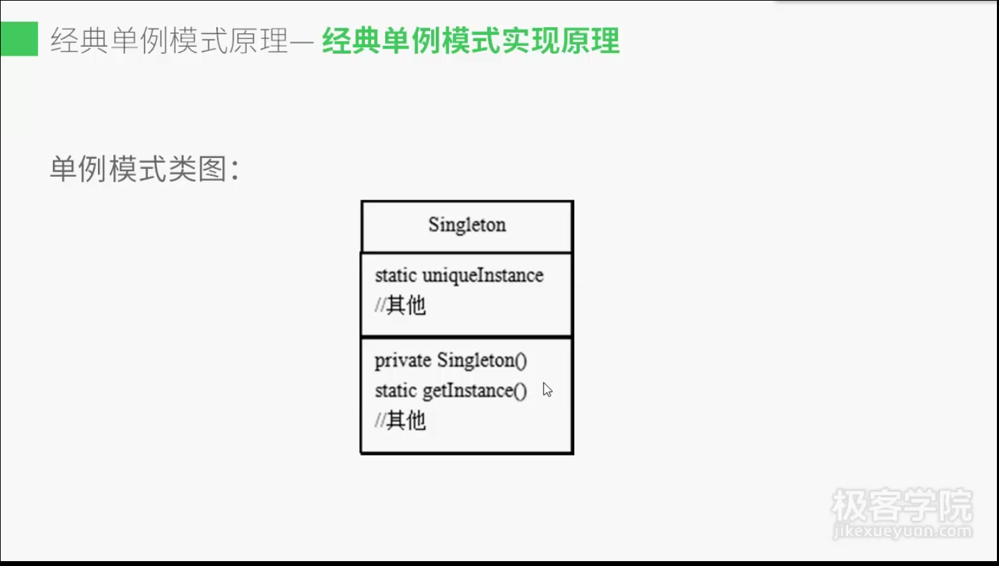 经典单例模式原理— 经典单例模式实现原理
单例模式类图：
Singleton
static uniqueInstance
//其他
private Singleton()
static getInstance()
//其他
极客学院
jikexueyuan.com